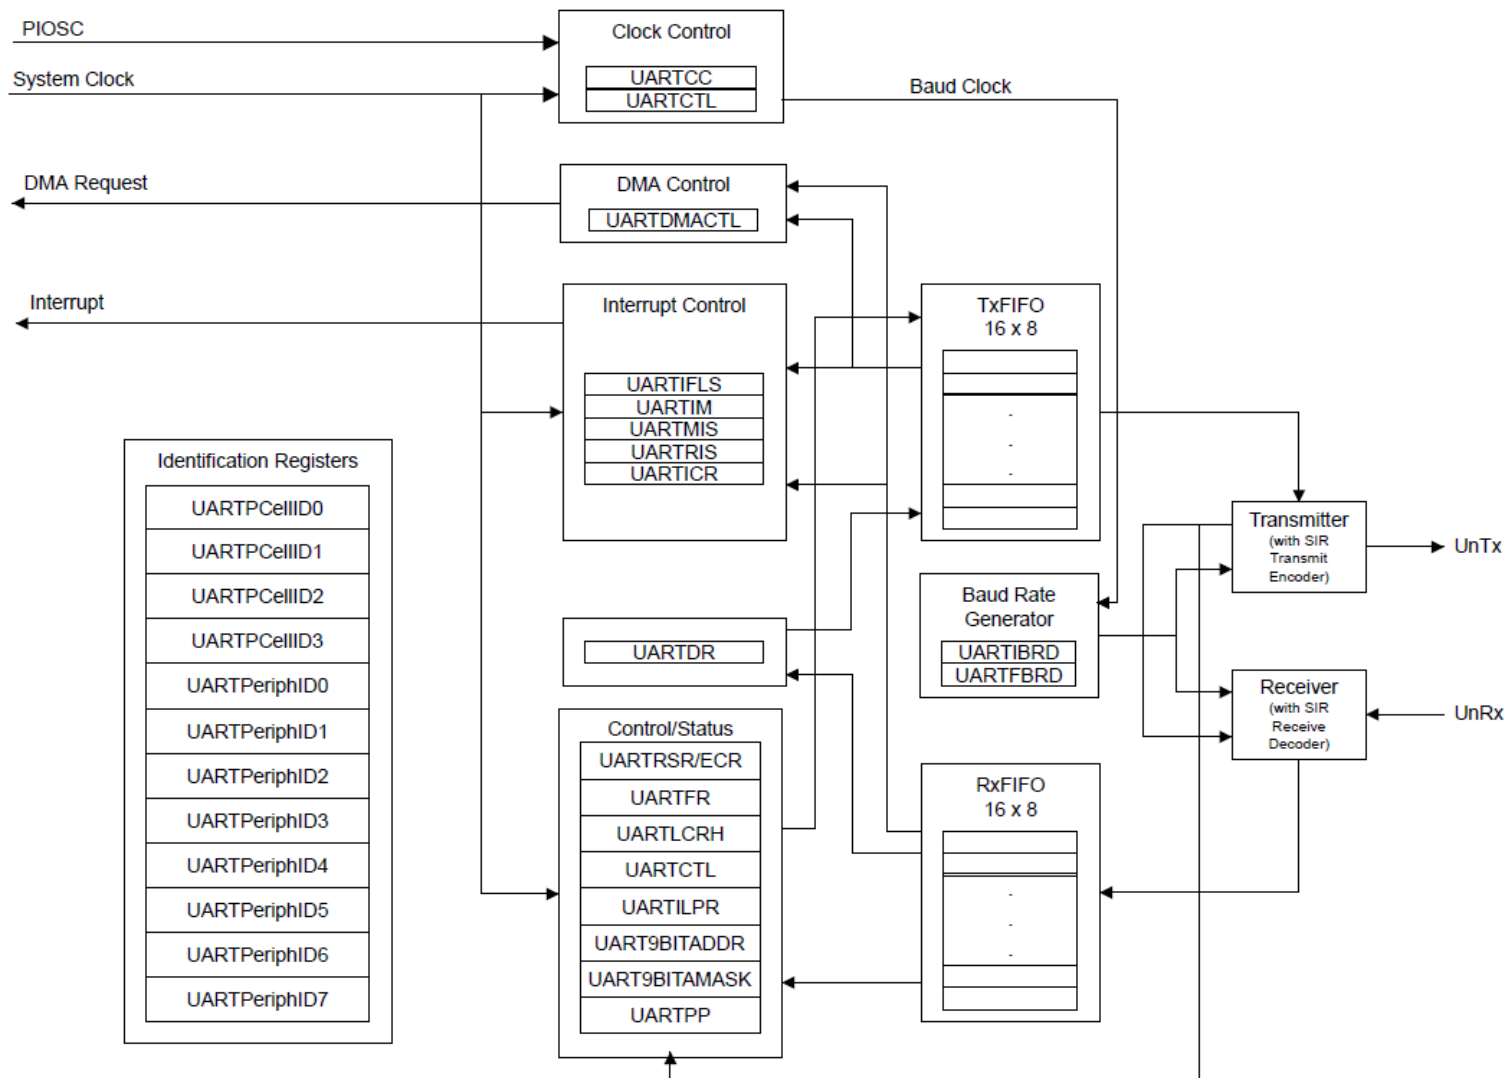 PIOSC
System Clock
Clock Control
UARTCC
UARTCTL
Baud Clock
DMA Request
DMA Control
UARTDMACTL
Interrupt
Interrupt Control
UARTIFLS
UARTIM
UARTMIS
UARTRIS
UARTICR
TxFIFO
16 x 8
Identification Registers
UARTPCellID0
UARTPCellID1
UARTPCellID2
UARTPCellID3
UARTPeriphID0
UARTPeriphID1
UARTPeriphID2
UARTPeriphID3
UARTPeriphID4
UARTPeriphID5
UARTPeriphID6
UARTPeriphID7
Transmitter
(with SIR
Transmit
Encoder)
UnTx
Baud Rate
Generator
UARTIBRD
UARTFBRD
UARTDR
Receiver
(with SIR
Receive
Decoder)
UnRx
Control/Status
UARTRSR/ECR
UARTFR
UARTLCRH
UARTCTL
UARTILPR
UART9BITADDR
UART9BITAMASK
UARTPP
RxFIFO
16 x 8